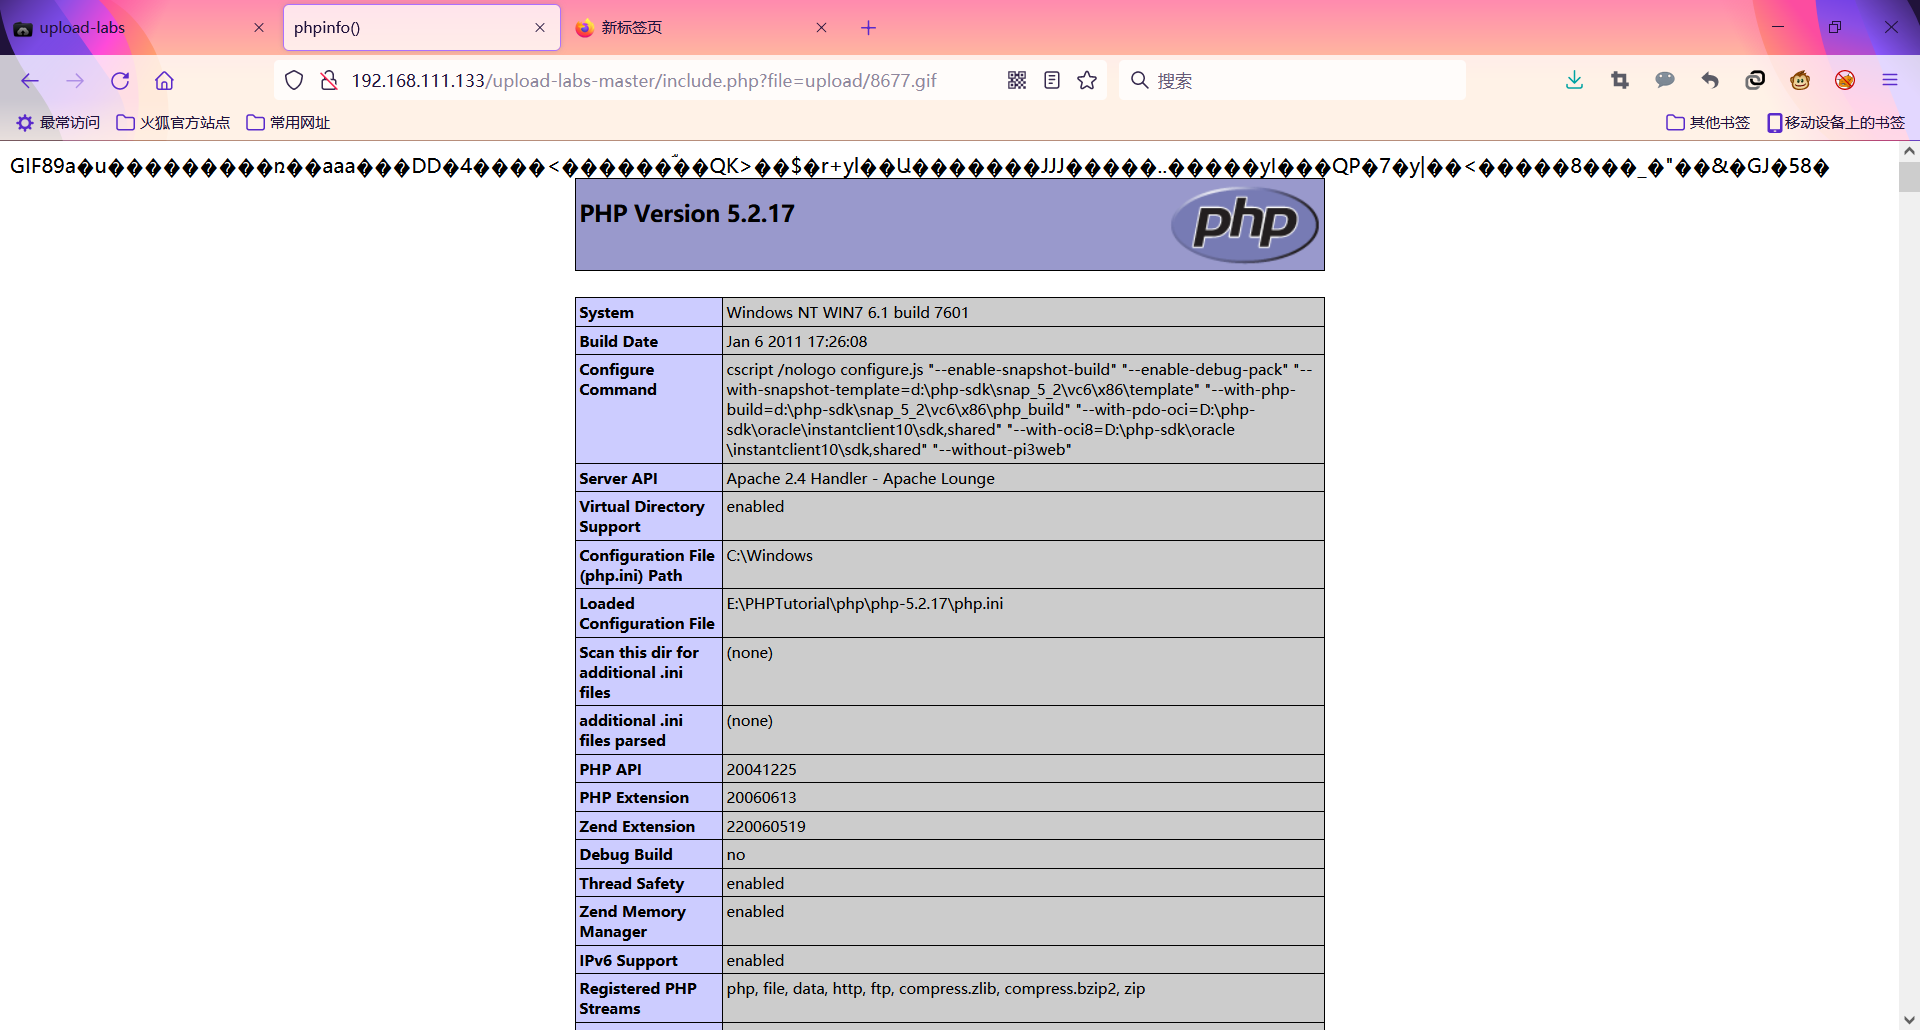 upload-labs
phpinfo()
新标签页
192.168.111.133/upload-labs-master/include.php?file=upload/8677.gif
搜索
最常访问
火狐官方站点
常用网址
其他书签
移动设备上的书签
GIF89a�u���������n��aaa���DD�4����<���������QK>��$�r+yl��Ա�������JJJ�����..�����yl���QP�7�y|��<�����8���_�"��&�GJ�58�
PHP Version 5.2.17
php
System
Windows NT WIN7 6.1 build 7601
Build Date
Jan 6 2011 17:26:08
Configure
Command
cscript /nologo configure.js "--enable-snapshot-build" "--enable-debug-pack" "--
with-snapshot-template=d:\php-sdk\snap_5_2\vc6\x86\template" "--with-php-
build=d:\php-sdk\snap_5_2\vc6\x86\php_build" "--with-pdo-oci=D:\php-
sdk\oracle\instantclient10\sdk,shared" "--with-oci8=D:\php-sdk\oracle
\instantclient10\sdk,shared" "--without-pi3web"
Server API
Apache 2.4 Handler - Apache Lounge
Virtual Directory
Support
enabled
Configuration File
(php.ini) Path
C:\Windows
Loaded
Configuration File
E:\PHPTutorial\php\php-5.2.17\php.ini
Scan this dir for
additional .ini
files
(none)
additional .ini
files parsed
(none)
PHP API
20041225
PHP Extension
20060613
Zend Extension
220060519
Debug Build
no
Thread Safety
enabled
Zend Memory
Manager
enabled
IPv6 Support
enabled
Registered PHP
Streams
php, file, data, http, ftp, compress.zlib, compress.bzip2, zip